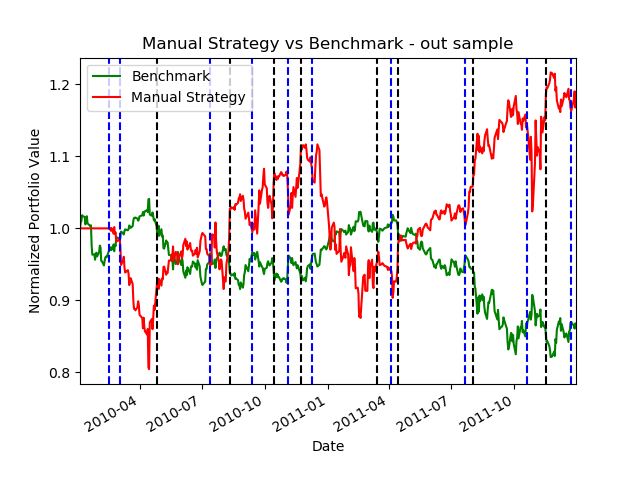 Manual Strategy vs Benchmark - out sample
Benchmark
Manual Strategy
Normalized Portfolio Value
1.2
1.1
1.0
0.9
0.8
2010-04
2010-07
2010-10
2011-01
2011-04
2011-07
2011-10
Date